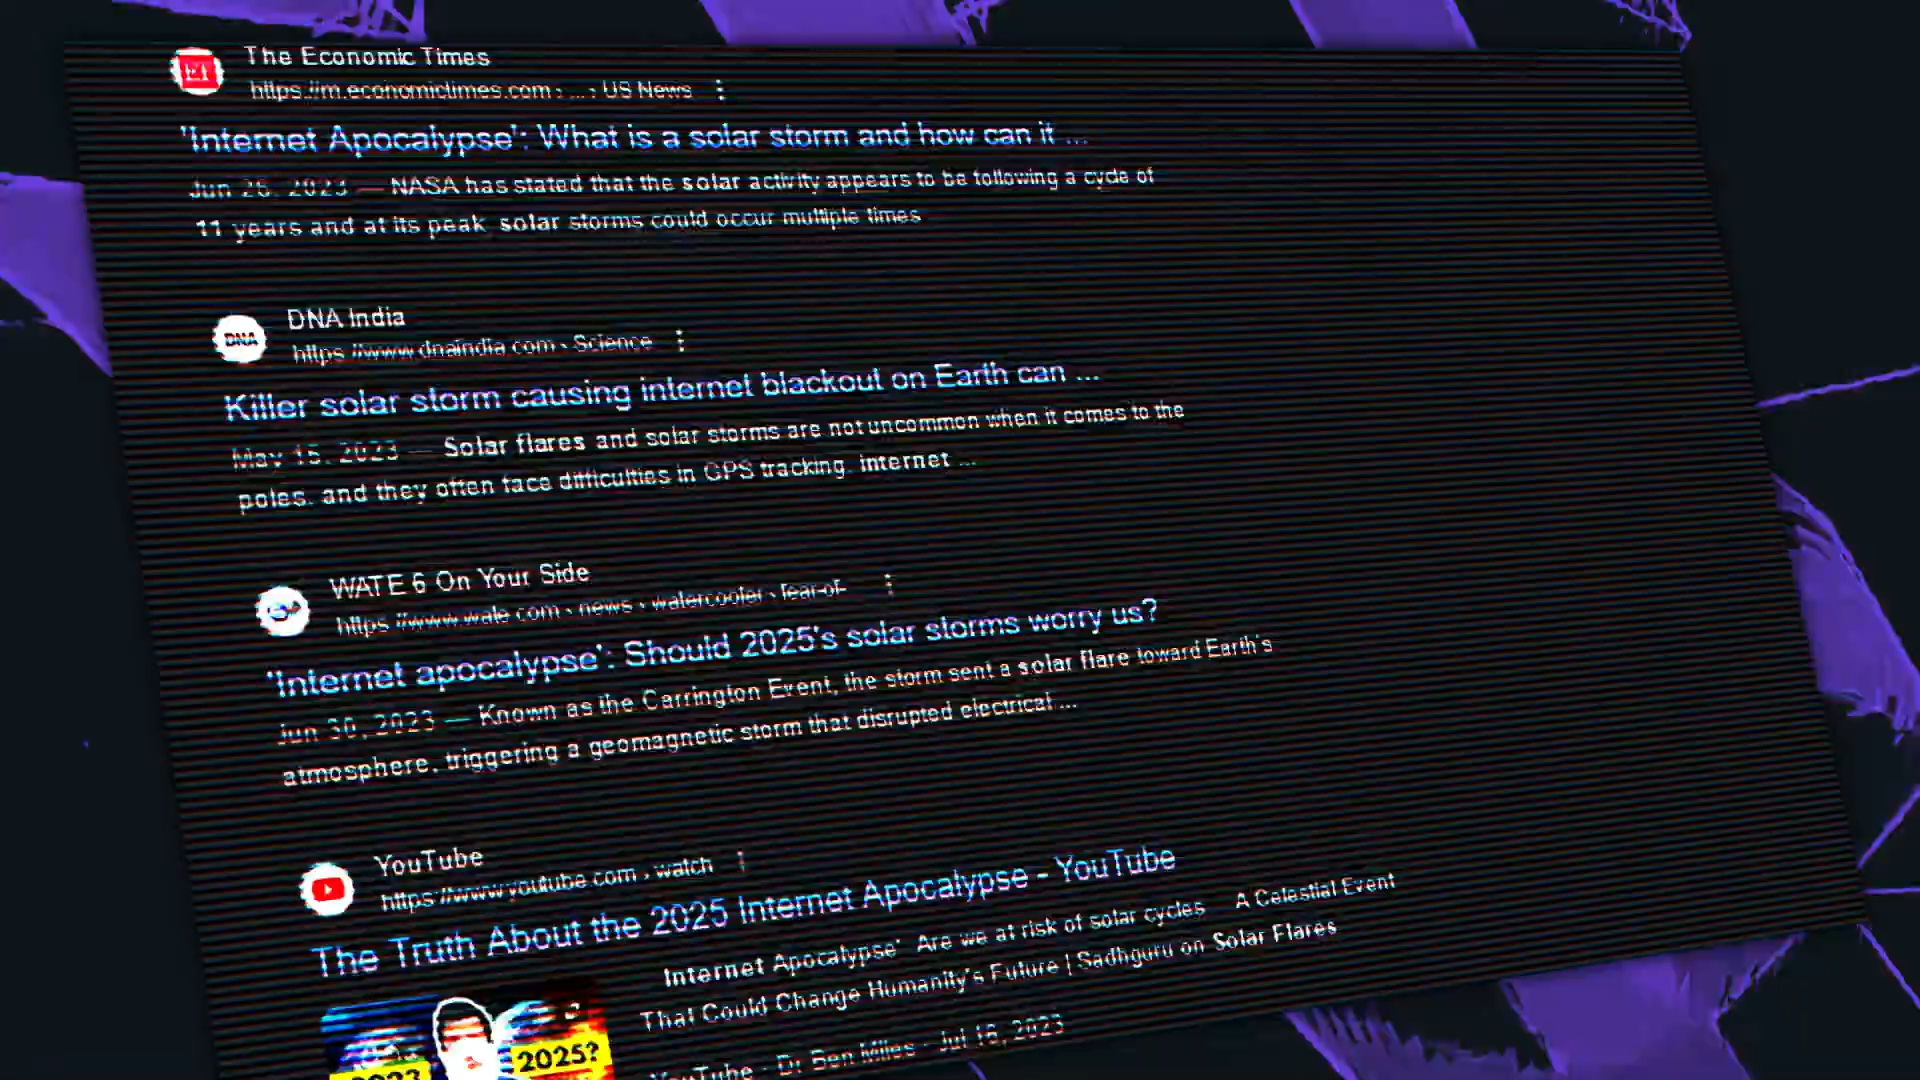 The Economic Times
https://m.economictimes.com › ... › US News
'Internet Apocalypse': What is a solar storm and how can it ...
Jun 26, 2023 — NASA has stated that the solar activity appears to be following a cycle of
11 years and at its peak, solar storms could occur multiple times
DNA India
DNA
https://www.dnaindia.com › Science
Killer solar storm causing internet blackout on Earth can ...
May 15, 2023 — Solar flares and solar storms are not uncommon when it comes to the
poles, and they often face difficulties in GPS tracking, internet ...
WATE 6 On Your Side
https://www.wate.com › news › watercooler › fear-of-
'Internet apocalypse': Should 2025's solar storms worry us?
Jun 30, 2023 — Known as the Carrington Event, the storm sent a solar flare toward Earth's
atmosphere, triggering a geomagnetic storm that disrupted electrical ...
YouTube
https://www.youtube.com › watch
The Truth About the 2025 Internet Apocalypse - YouTube
Internet Apocalypse' Are we at risk of solar cycles A Celestial Event
That Could Change Humanity's Future | Sadhguru on Solar Flares
YouTube · Dr Ben Miles · Jul 16, 2023
2025?